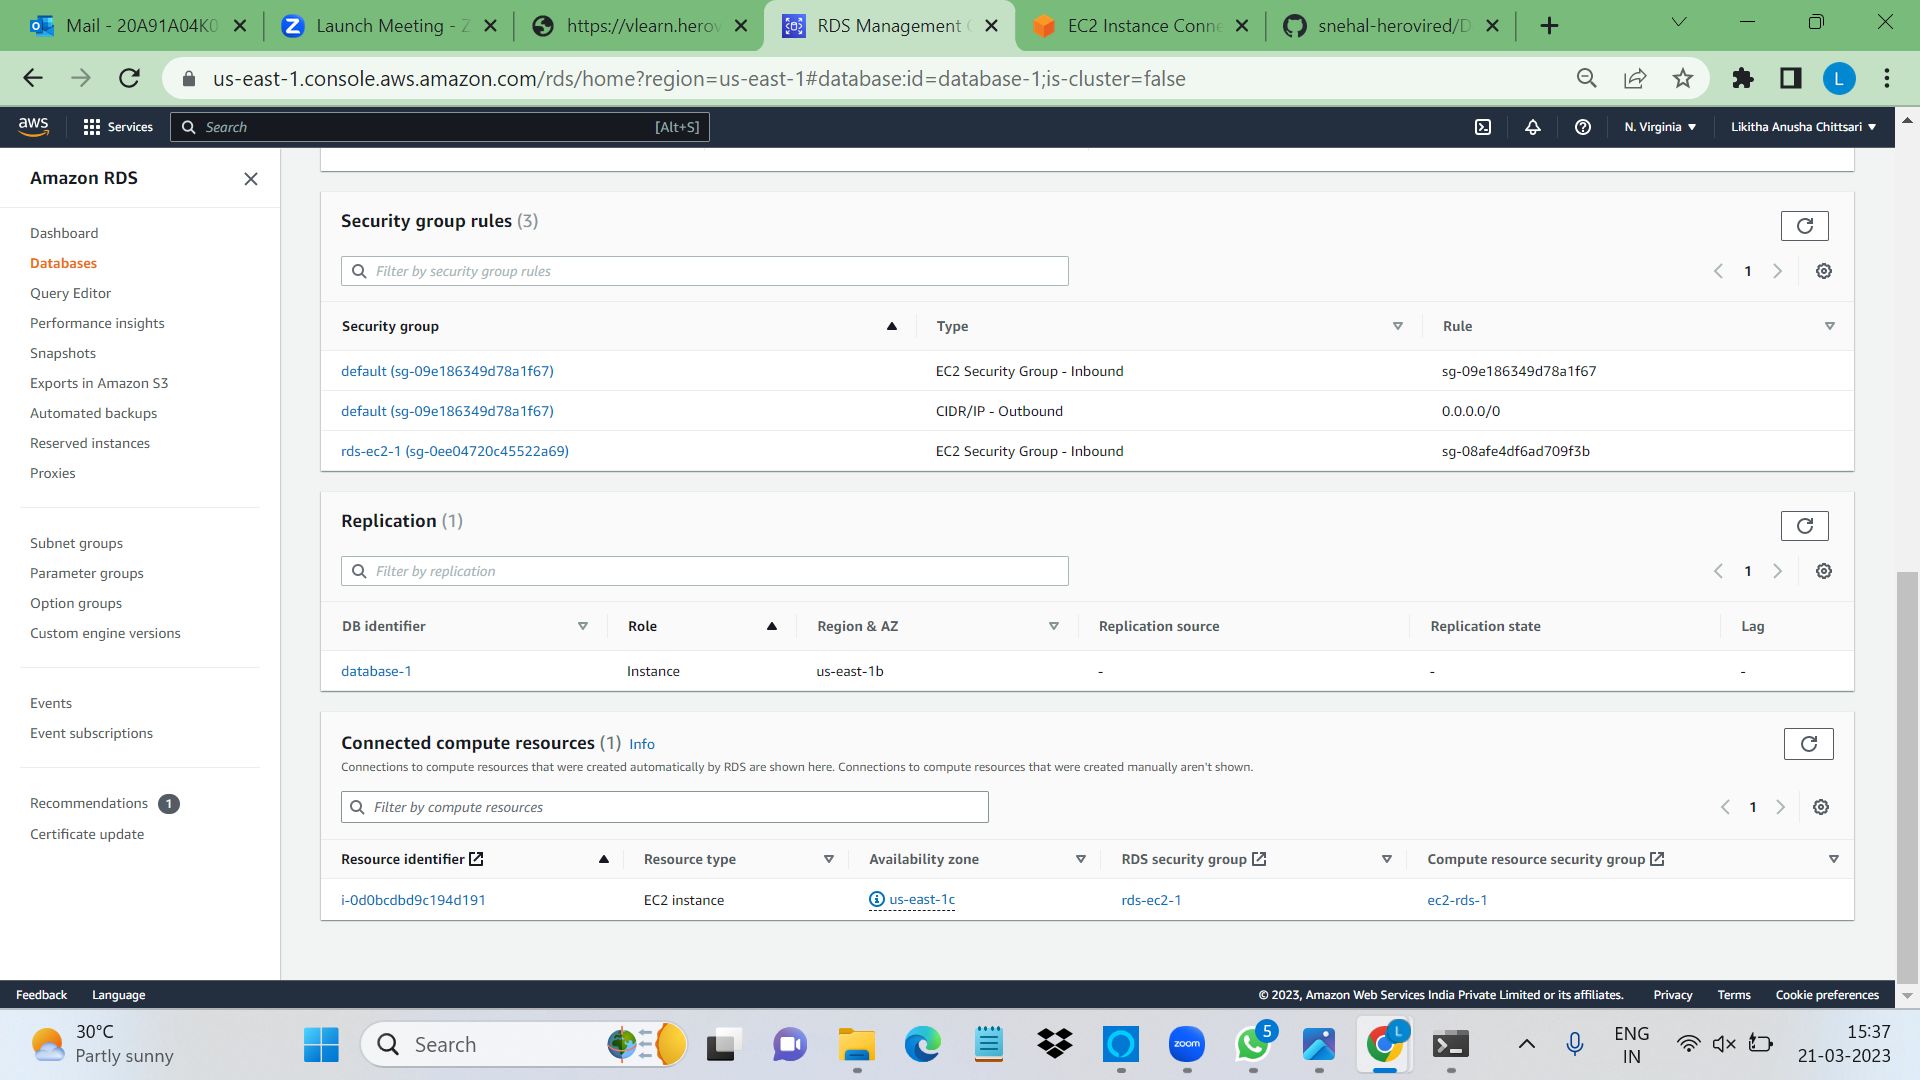 Mail - 20A91A04K0
Launch Meeting - Z
https://vlearn.herov
RDS Management C
EC2 Instance Conne
snehal-herovired/D
us-east-1.console.aws.amazon.com/rds/home?region=us-east-1#database:id=database-1;is-cluster=false
L
aws
Services
Search
[Alt+S]
N. Virginia
Likitha Anusha Chittsari
Amazon RDS
Dashboard
Databases
Query Editor
Performance insights
Snapshots
Exports in Amazon S3
Automated backups
Reserved instances
Proxies
Subnet groups
Parameter groups
Option groups
Custom engine versions
Events
Event subscriptions
Recommendations 1
Certificate update
Security group rules (3)
Filter by security group rules
1
Security group Type Rule
default (sg-09e186349d78a1f67) EC2 Security Group - Inbound sg-09e186349d78a1f67
default (sg-09e186349d78a1f67) CIDR/IP - Outbound 0.0.0.0/0
rds-ec2-1 (sg-0ee04720c45522a69) EC2 Security Group - Inbound sg-08afe4df6ad709f3b
Replication (1)
Filter by replication
1
DB identifier Role Region & AZ Replication source Replication state Lag
database-1 Instance us-east-1b - - -
Connected compute resources (1) Info
Connections to compute resources that were created automatically by RDS are shown here. Connections to compute resources that were created manually aren't shown.
Filter by compute resources
1
Resource identifier Resource type Availability zone RDS security group Compute resource security group
i-0d0bcdbd9c194d191 EC2 instance us-east-1c rds-ec2-1 ec2-rds-1
Feedback Language © 2023, Amazon Web Services India Private Limited or its affiliates. Privacy Terms Cookie preferences
30°C
Partly sunny
Search
zoom
5
L
ENG
IN
15:37
21-03-2023